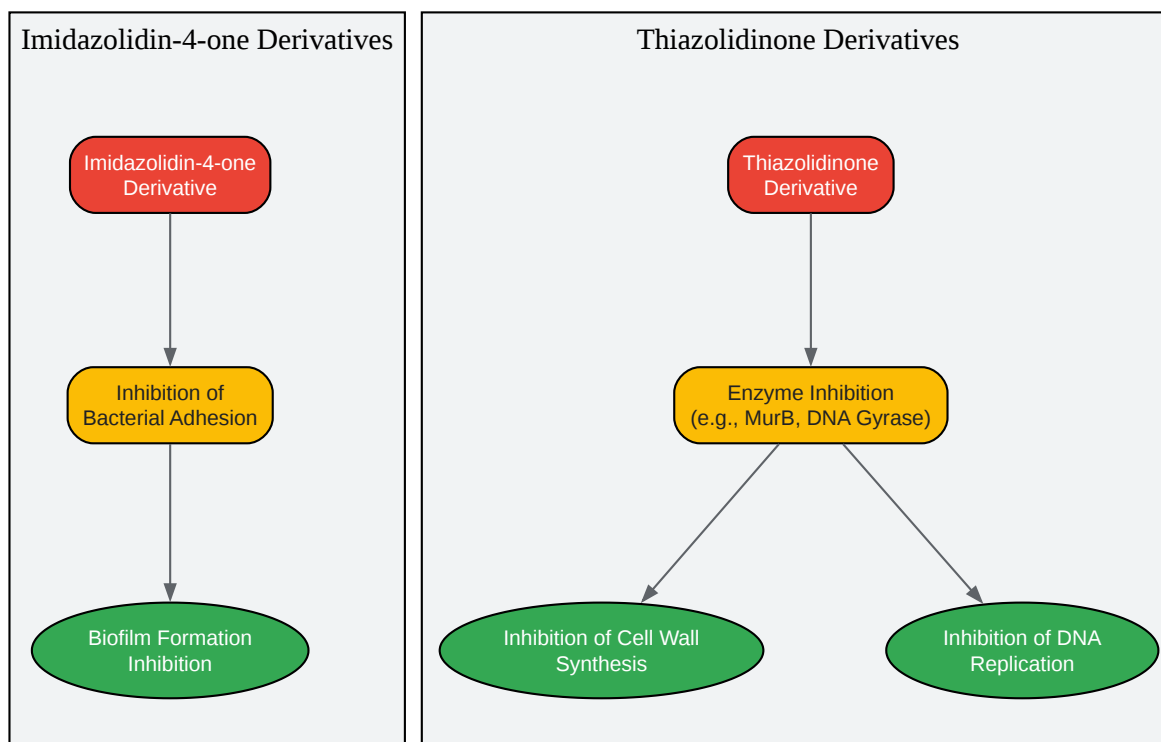 Imidazolidin-4-one Derivatives
Imidazolidin-4-one
Derivative
Inhibition of
Bacterial Adhesion
Biofilm Formation
Inhibition
Thiazolidinone Derivatives
Thiazolidinone
Derivative
Enzyme Inhibition
(e.g., MurB, DNA Gyrase)
Inhibition of Cell Wall
Synthesis
Inhibition of DNA
Replication